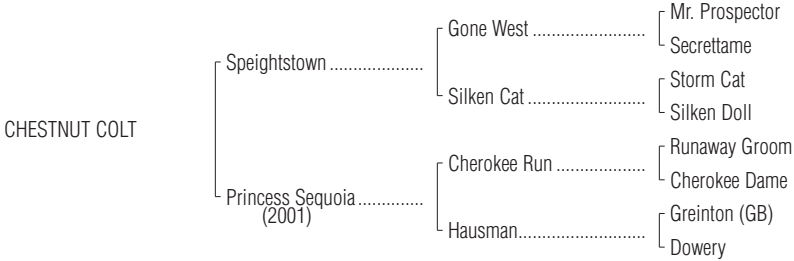 Mr. Prospector
Gone West ........................
Secrettame
Speightstown ....................
Storm Cat
Silken Cat .........................
Silken Doll
CHESTNUT COLT
Runaway Groom
Cherokee Run ...................
Cherokee Dame
Princess Sequoia ..............
(2001)
Greinton (GB)
Hausman...........................
Dowery